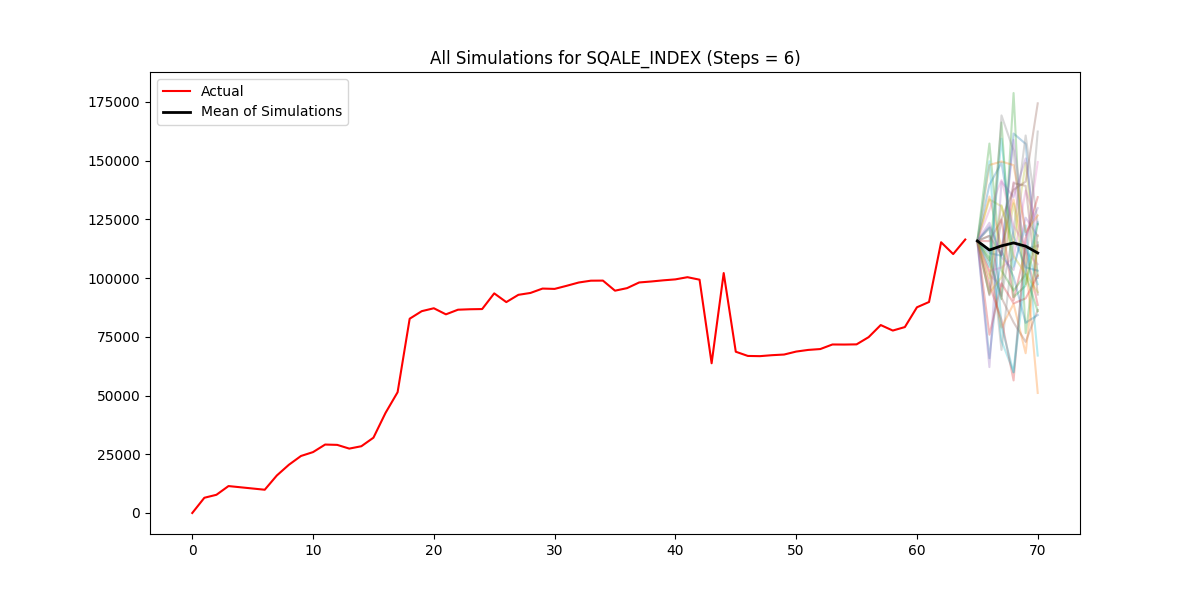 All Simulations for SQALE_INDEX (Steps = 6)
Actual
Mean of Simulations
175000
150000
125000
100000
75000
50000
25000
0
0 10 20 30 40 50 60 70